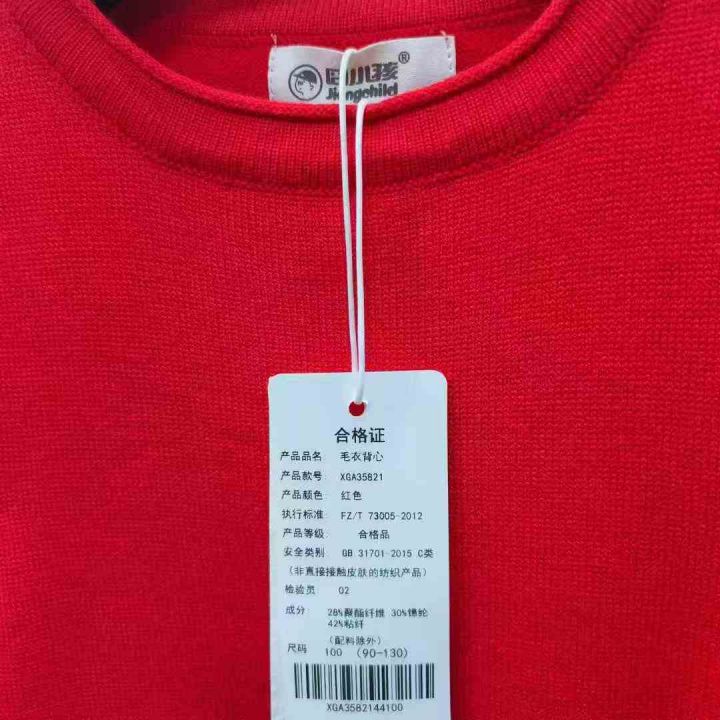 小孩®
Jiangchild
合格证
产品品名 毛衣背心
产品款号 XGA35821
产品颜色 红色
执行标准 FZ/T 73005-2012
产品等级 合格品
安全类别 GB 31701-2015 C类
(非直接接触皮肤的纺织产品)
检验员 02
成分 28%聚酯纤维 30%锦纶
42%粘纤
(配料除外)
尺码 100 (90-130)
XGA3582144100